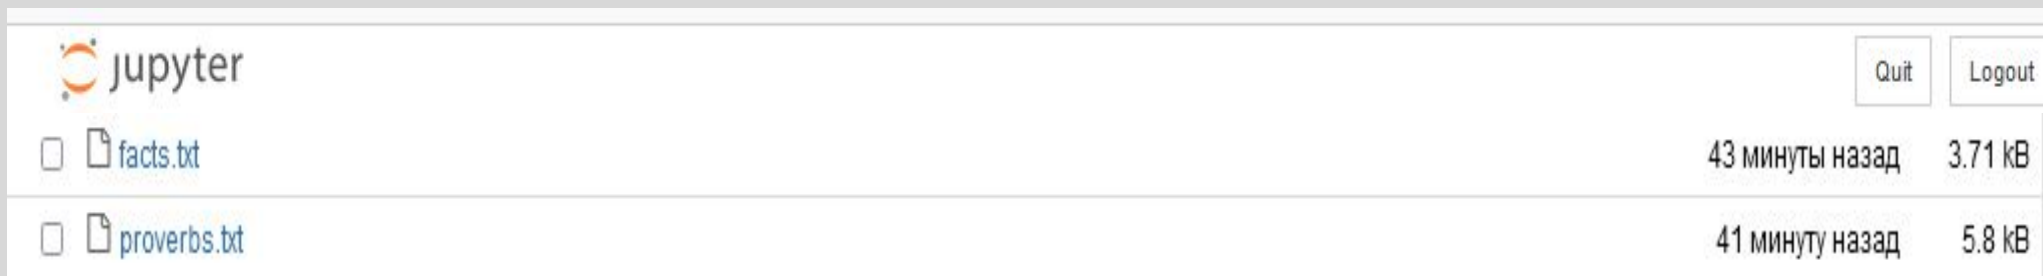 jupyter Quit Logout
facts.txt 43 минуты назад 3.71 kB
proverbs.txt 41 минуту назад 5.8 kB